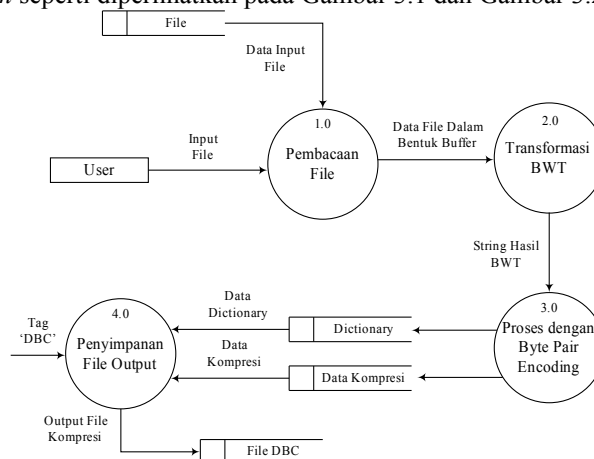 seperti diperlihatkan pada Gambar 3.1 dan Gambar 3.2
File
Data Input
File
1.0
Pembacaan
File
Input
File
User
Data File Dalam
Bentuk Buffer
2.0
Transformasi
BWT
String Hasil
BWT
3.0
Proses dengan
Byte Pair
Encoding
Dictionary
Data Kompresi
Data
Dictionary
Data
Kompresi
4.0
Penyimpanan
File Output
Tag
'DBC'
Output File
Kompresi
File DBC